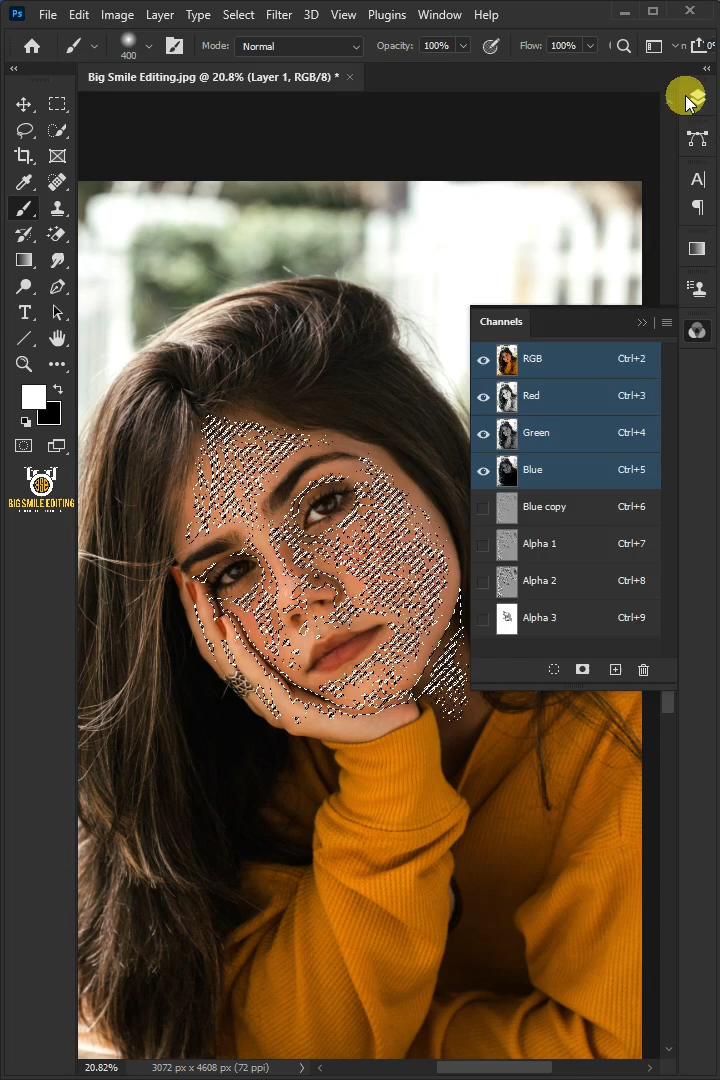 Ps File Edit Image Layer Type Select Filter 3D View Plugins Window Help
400 Mode: Normal Opacity: 100% Flow: 100% 0°
Big Smile Editing.jpg @ 20.8% (Layer 1, RGB/8) * ×
Channels
RGB Ctrl+2
Red Ctrl+3
Green Ctrl+4
Blue Ctrl+5
Blue copy Ctrl+6
Alpha 1 Ctrl+7
Alpha 2 Ctrl+8
Alpha 3 Ctrl+9
BIG SMILE EDITING
20.82% 3072 px x 4608 px (72 ppi)